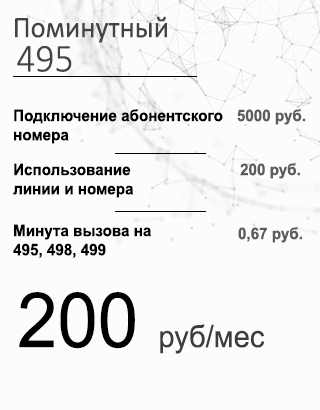 Поминутный
495
Подключение абонентского 5000 руб.
номера
Использование 200 руб.
линии и номера
Минута вызова на 0,67 руб.
495, 498, 499
200 руб/мес